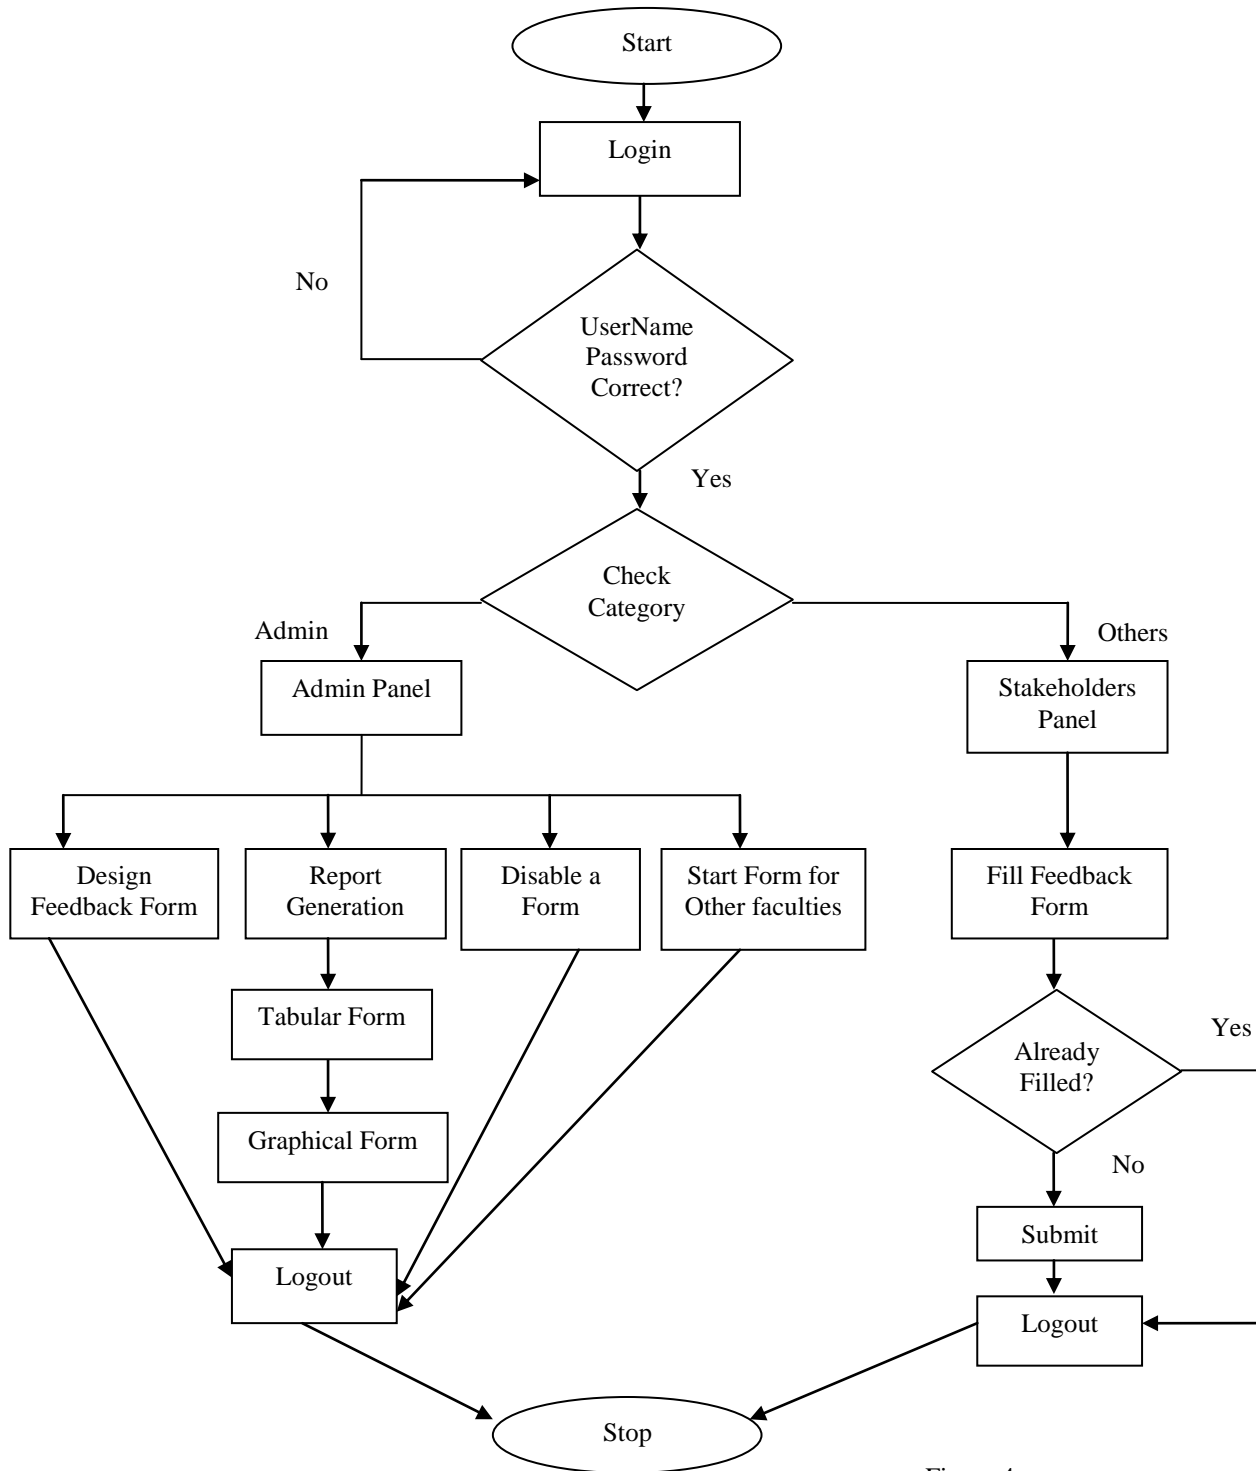 Start
Login
No
UserName
Password
Correct?
Yes
Check
Category
Admin
Others
Admin Panel
Stakeholders
Panel
Design
Feedback Form
Report
Generation
Disable a
Form
Start Form for
Other faculties
Fill Feedback
Form
Tabular Form
Already
Filled?
Yes
Graphical Form
No
Submit
Logout
Logout
Stop